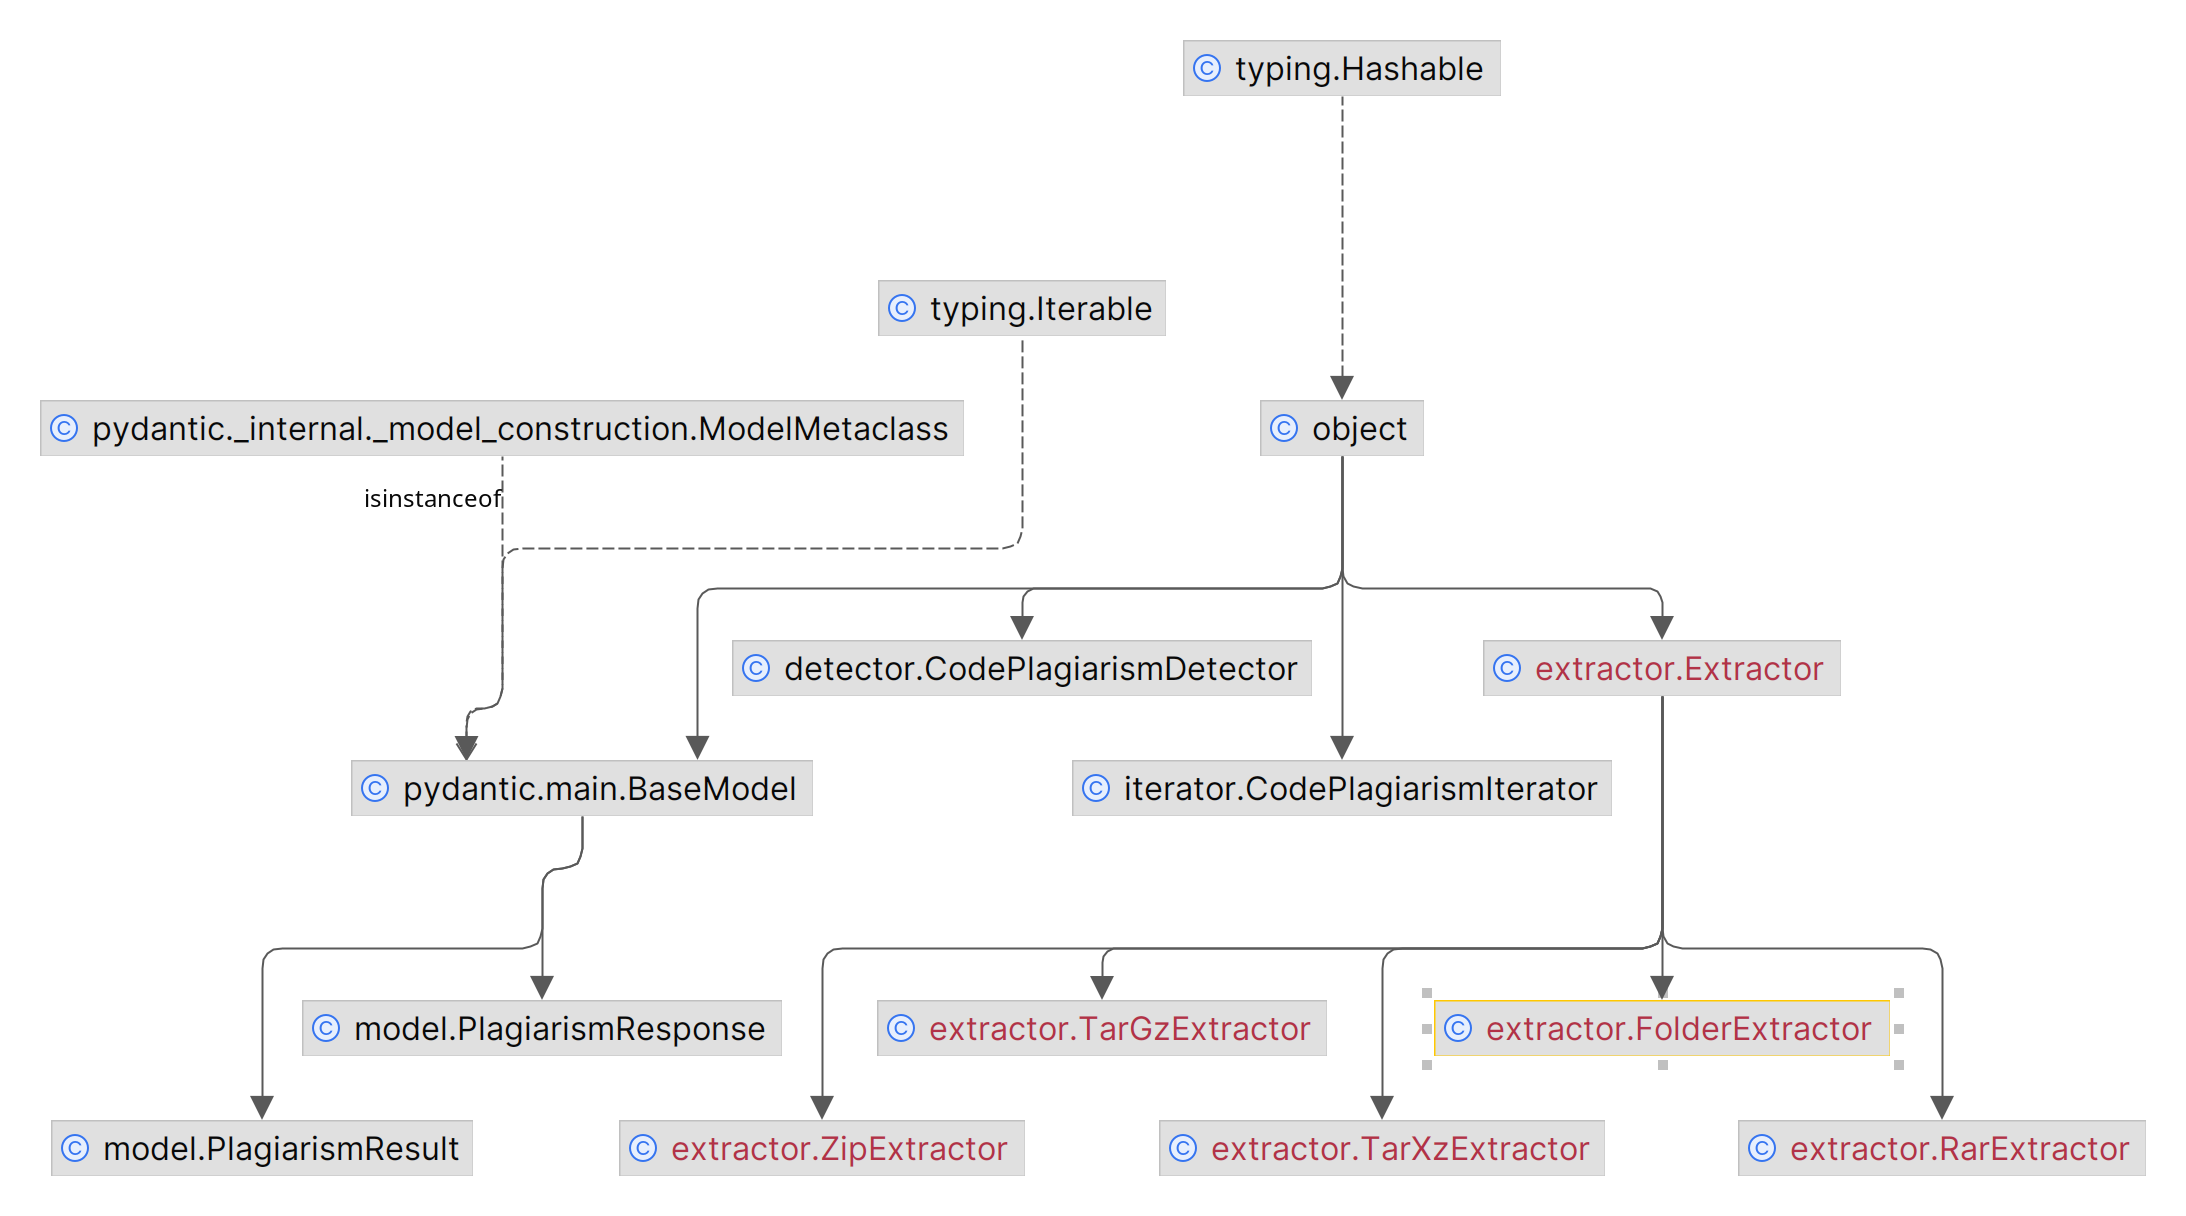 typing.Hashable
typing.Iterable
pydantic._internal._model_construction.ModelMetaclass
object
isinstanceof
detector.CodePlagiarismDetector
extractor.Extractor
pydantic.main.BaseModel
iterator.CodePlagiarismIterator
model.PlagiarismResponse
extractor.TarGzExtractor
extractor.FolderExtractor
model.PlagiarismResult
extractor.ZipExtractor
extractor.TarXzExtractor
extractor.RarExtractor